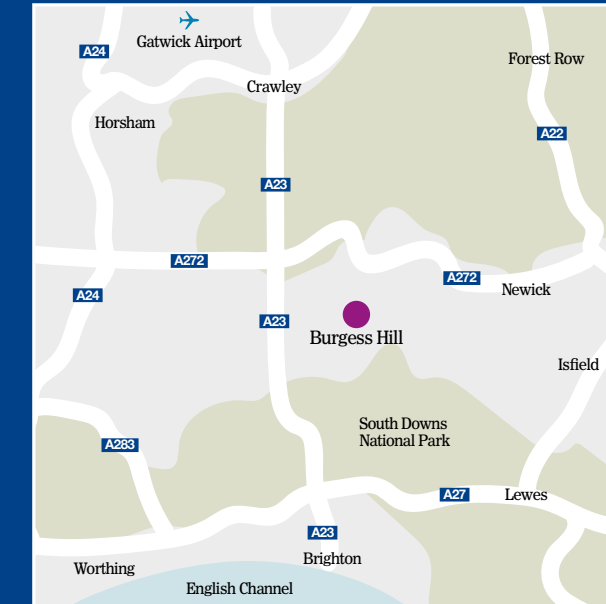 Gatwick Airport
A24
Forest Row
Crawley
Horsham
A22
A23
A272
A272
Newick
A24
A23
Burgess Hill
Isfield
South Downs
National Park
A283
A27
Lewes
A23
Brighton
Worthing
English Channel